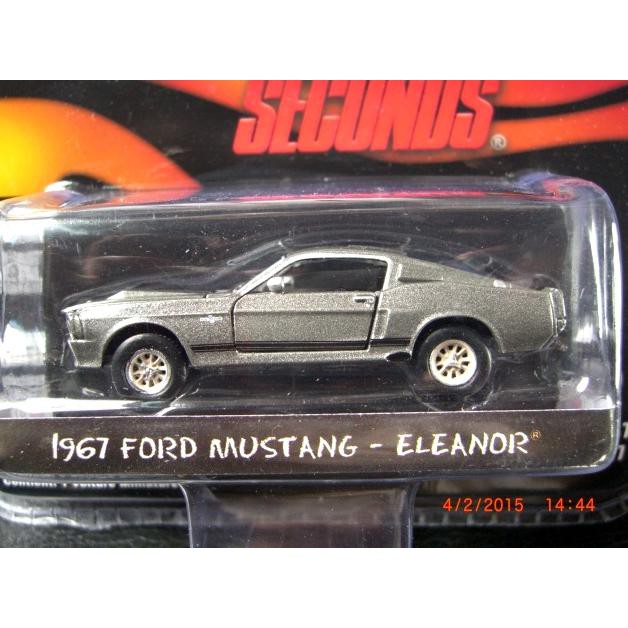 SECONDS®
1967 FORD MUSTANG - ELEANOR®
4/2/2015 14:44